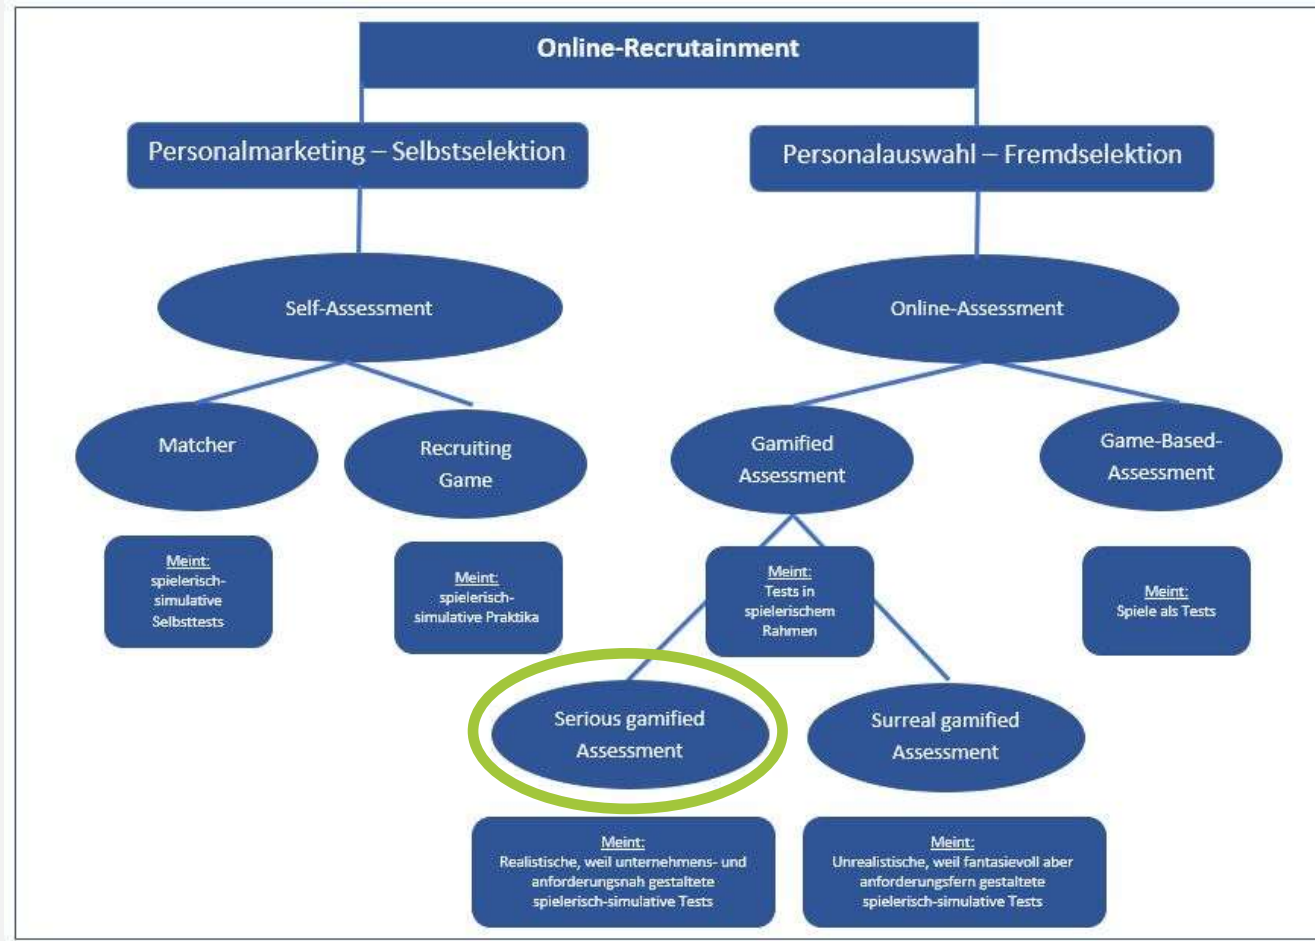 Online-Recrutainment
Personalmarketing – Selbstselektion
Personalauswahl – Fremdselektion
Self-Assessment
Online-Assessment
Matcher
Recruiting
Game
Gamified
Assessment
Game-Based-
Assessment
Meint:
spielerisch-
simulative
Selbsttests
Meint:
spielerisch-
simulative Praktika
Meint:
Tests in
spielerischem
Rahmen
Meint:
Spiele als Tests
Serious gamified
Assessment
Surreal gamified
Assessment
Meint:
Realistische, weil unternehmens- und
anforderungsnah gestaltete
spielerisch-simulative Tests
Meint:
Unrealistische, weil fantasievoll aber
anforderungsfern gestaltete
spielerisch-simulative Tests